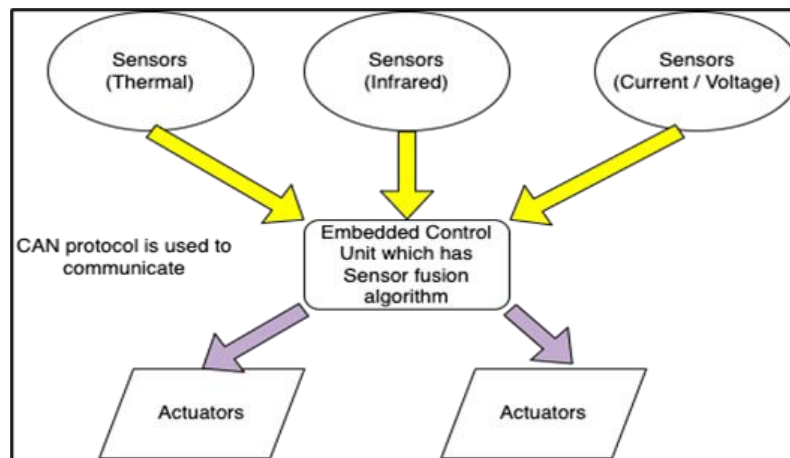 Sensors
(Thermal)
Sensors
(Infrared)
Sensors
(Current / Voltage)
CAN protocol is used to
communicate
Embedded Control
Unit which has
Sensor fusion
algorithm
Actuators
Actuators